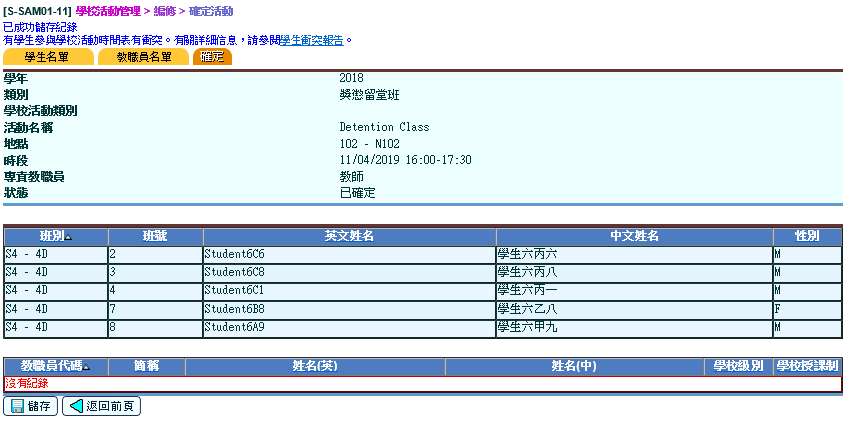 [S-SAM01-11] 學校活動管理 > 編修 > 確定活動
已成功儲存紀錄
有學生參與學校活動時間表有衝突。有關詳細信息，請參閱學生衝突報告。
學生名單 教職員名單 確定
學年 2018
類別 獎懲留堂班
學校活動類別
活動名稱 Detention Class
地點 102 - N102
時段 11/04/2019 16:00-17:30
專責教職員 教師
狀態 已確定
班別 班號 英文姓名 中文姓名 性別
S4 - 4D 2 Student6C6 學生六丙六 M
S4 - 4D 3 Student6C8 學生六丙八 M
S4 - 4D 4 Student6C1 學生六丙一 M
S4 - 4D 7 Student6B8 學生六乙八 F
S4 - 4D 8 Student6A9 學生六甲九 M
教職員代碼 簡稱 姓名(英) 姓名(中) 學校級別 學校授課制
沒有紀錄
儲存 返回前頁